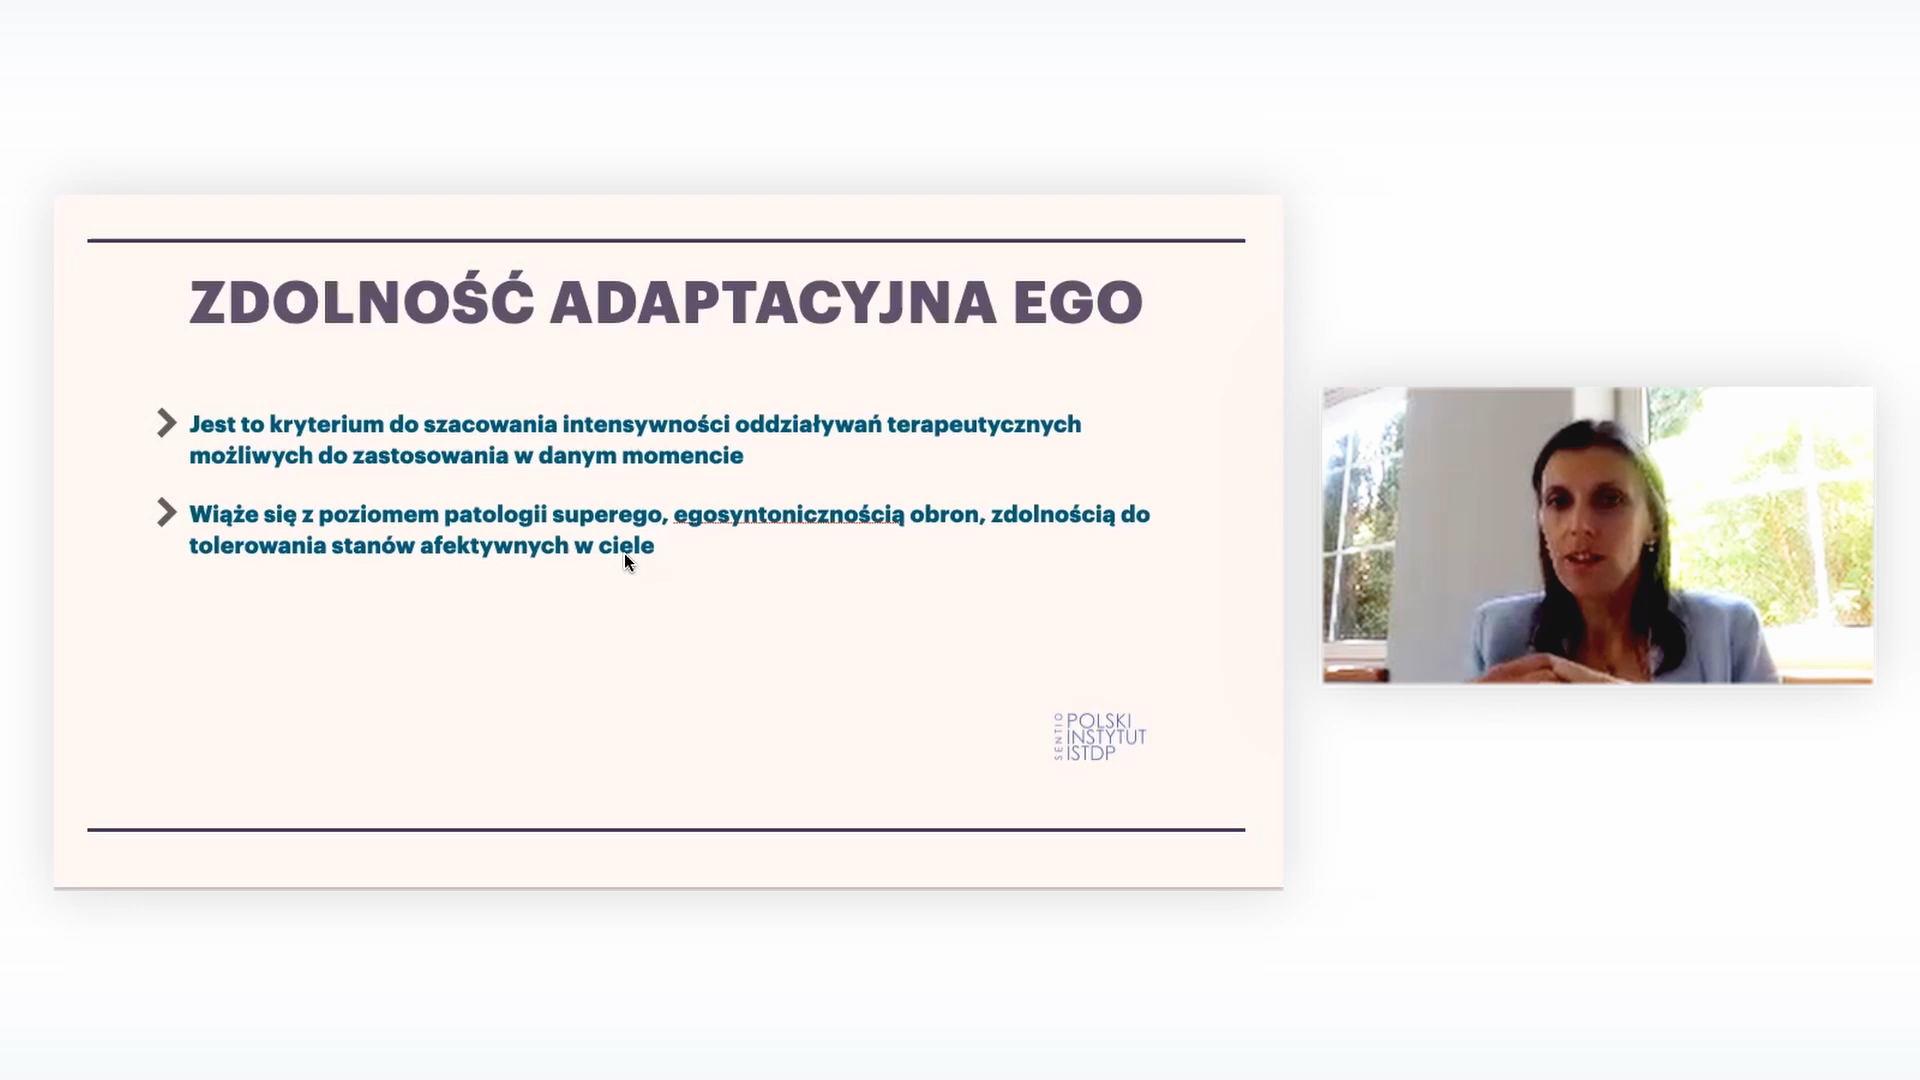 ZDOLNOŚĆ ADAPTACYJNA EGO
Jest to kryterium do szacowania intensywności oddziaływań terapeutycznych
możliwych do zastosowania w danym momencie
Wiąże się z poziomem patologii superego, egosyntonicznością obron, zdolnością do
tolerowania stanów afektywnych w ciele
SENTIO
POLSKI
INSTYTUT
ISTDP